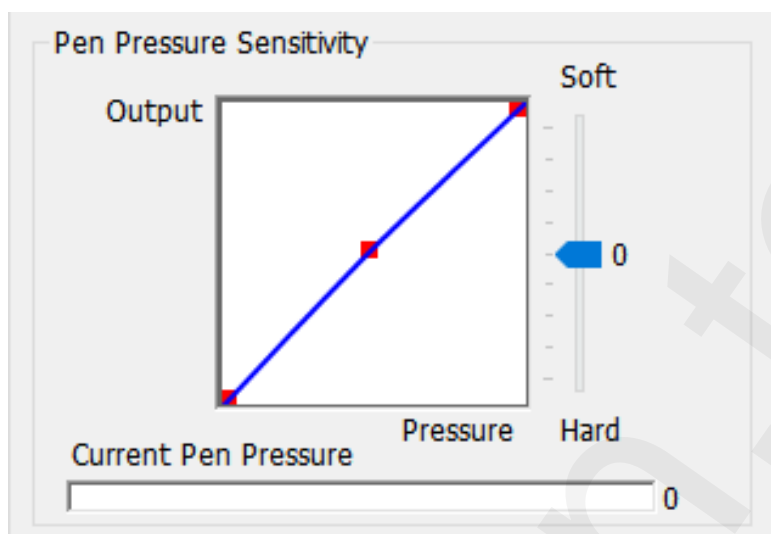 Pen Pressure Sensitivity
Soft
Output
0
Pressure
Hard
Current Pen Pressure
0